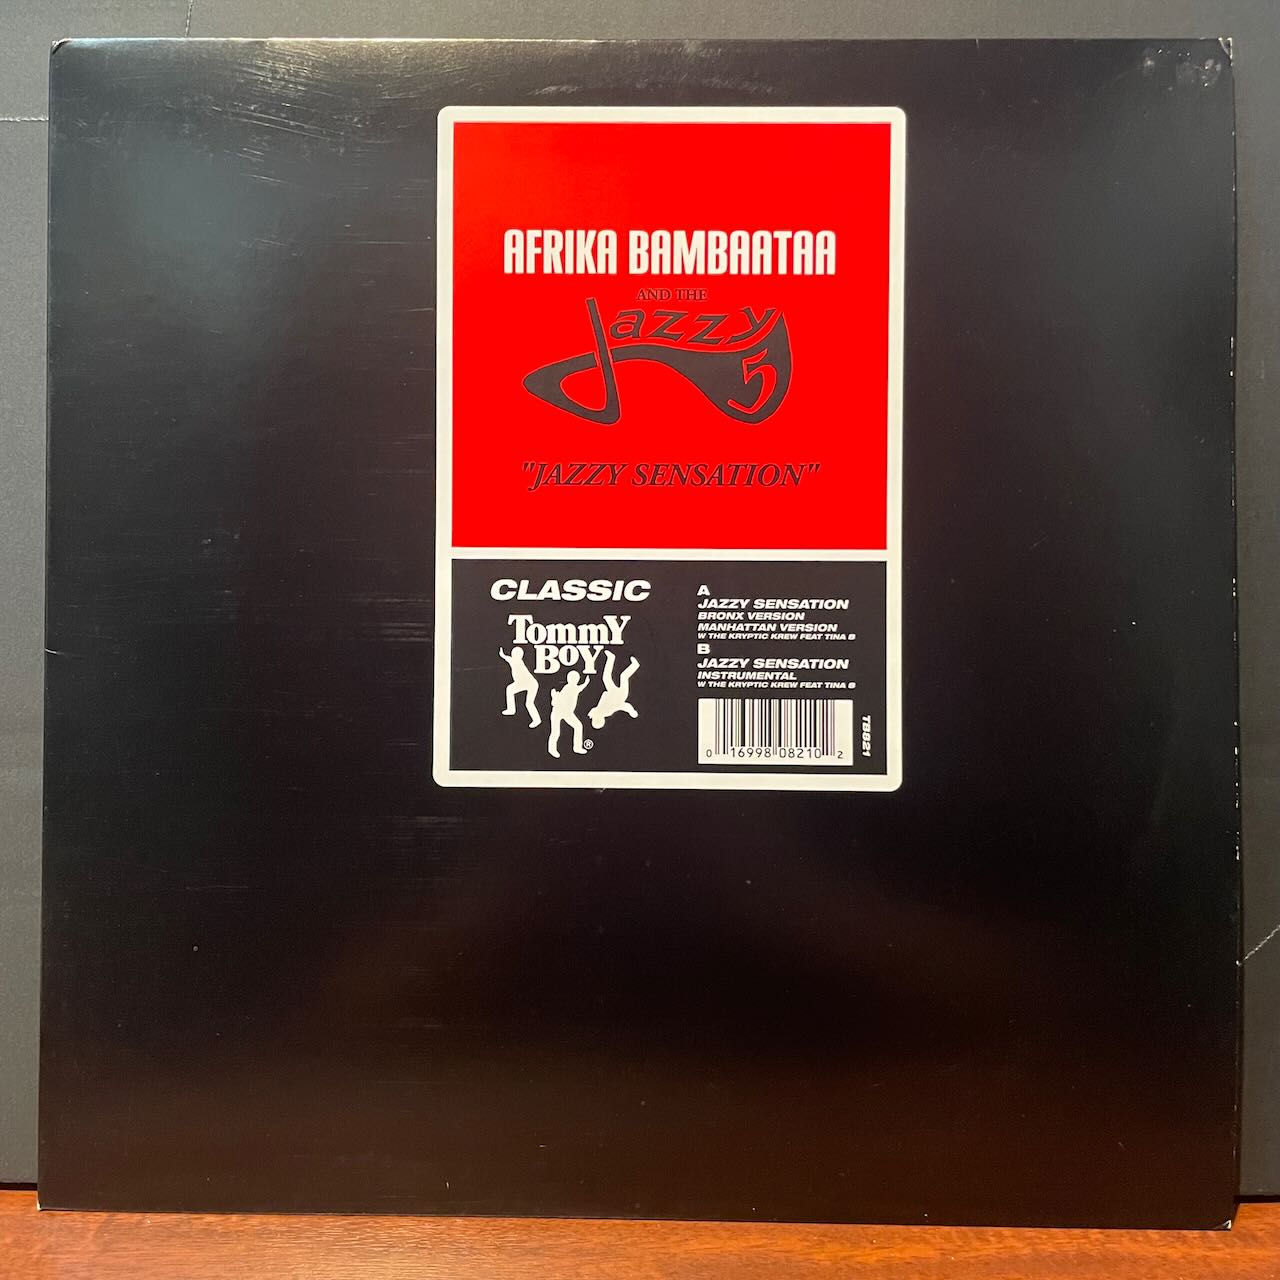 AFRIKA BAMBAATAA
AND THE
Jazzy
5
"JAZZY SENSATION"
CLASSIC
Tommy
Boy
®
A
JAZZY SENSATION
BRONX VERSION
MANHATTAN VERSION
W THE KRYPTIC KREW FEAT TINA B
B
JAZZY SENSATION
INSTRUMENTAL
W THE KRYPTIC KREW FEAT TINA B
0 16998 08210 2
TB821